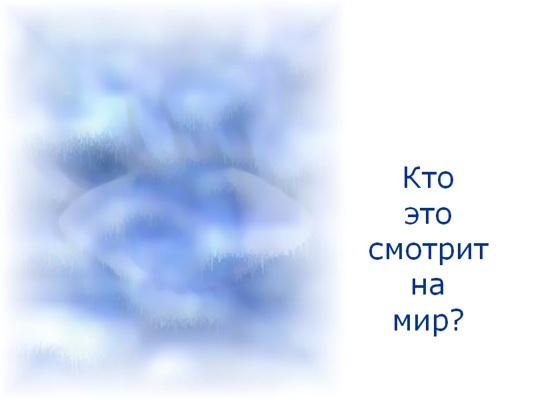 Кто
это
смотрит
на
мир?